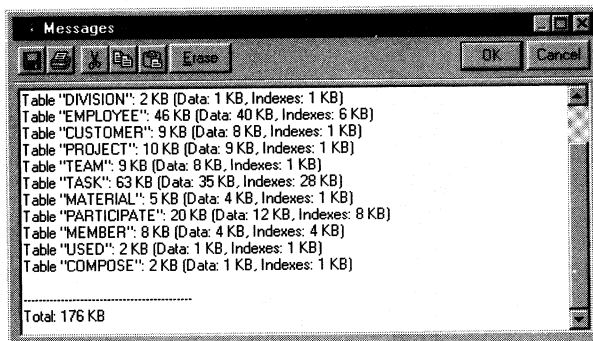 Messages
Erase
OK
Cancel
Table "DIVISION": 2 KB (Data: 1 KB, Indexes: 1 KB)
Table "EMPLOYEE": 46 KB (Data: 40 KB, Indexes: 6 KB)
Table "CUSTOMER": 9 KB (Data: 8 KB, Indexes: 1 KB)
Table "PROJECT": 10 KB (Data: 9 KB, Indexes: 1 KB)
Table "TEAM": 9 KB (Data: 8 KB, Indexes: 1 KB)
Table "TASK": 63 KB (Data: 35 KB, Indexes: 28 KB)
Table "MATERIAL": 5 KB (Data: 4 KB, Indexes: 1 KB)
Table "PARTICIPATE": 20 KB (Data: 12 KB, Indexes: 8 KB)
Table "MEMBER": 8 KB (Data: 4 KB, Indexes: 4 KB)
Table "USED": 2 KB (Data: 1 KB, Indexes: 1 KB)
Table "COMPOSE": 2 KB (Data: 1 KB, Indexes: 1 KB)
----------------------------------------
Total: 176 KB